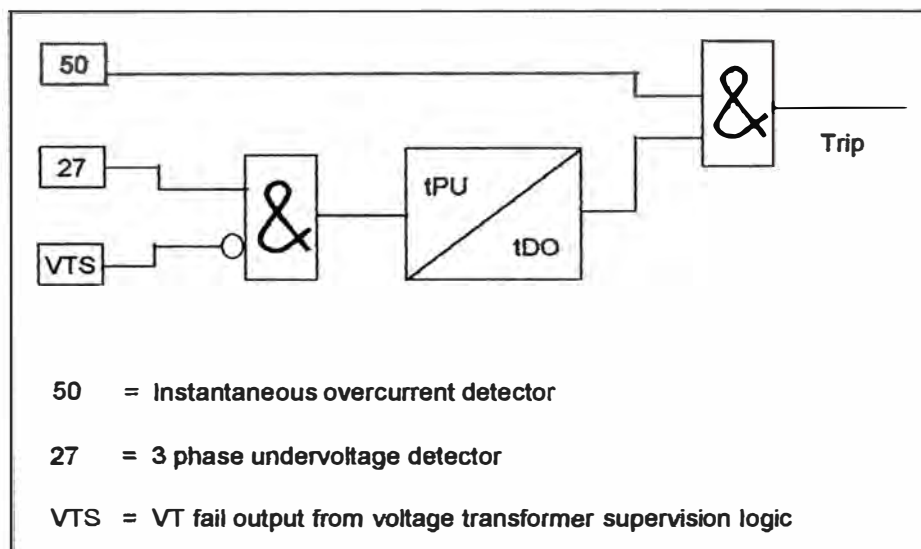 50
&
Trip
27
&
tPU
tDO
VTS
50 = Instantaneous overcurrent detector
27 = 3 phase undervoltage detector
VTS = VT fail output from voltage transformer supervision logic